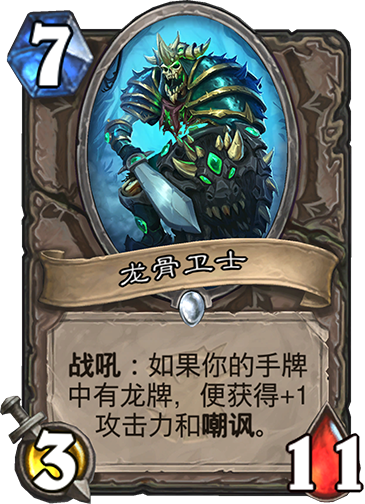 7
龙骨卫士
战吼：如果你的手牌
中有龙牌，便获得+1
攻击力和嘲讽。
3
11